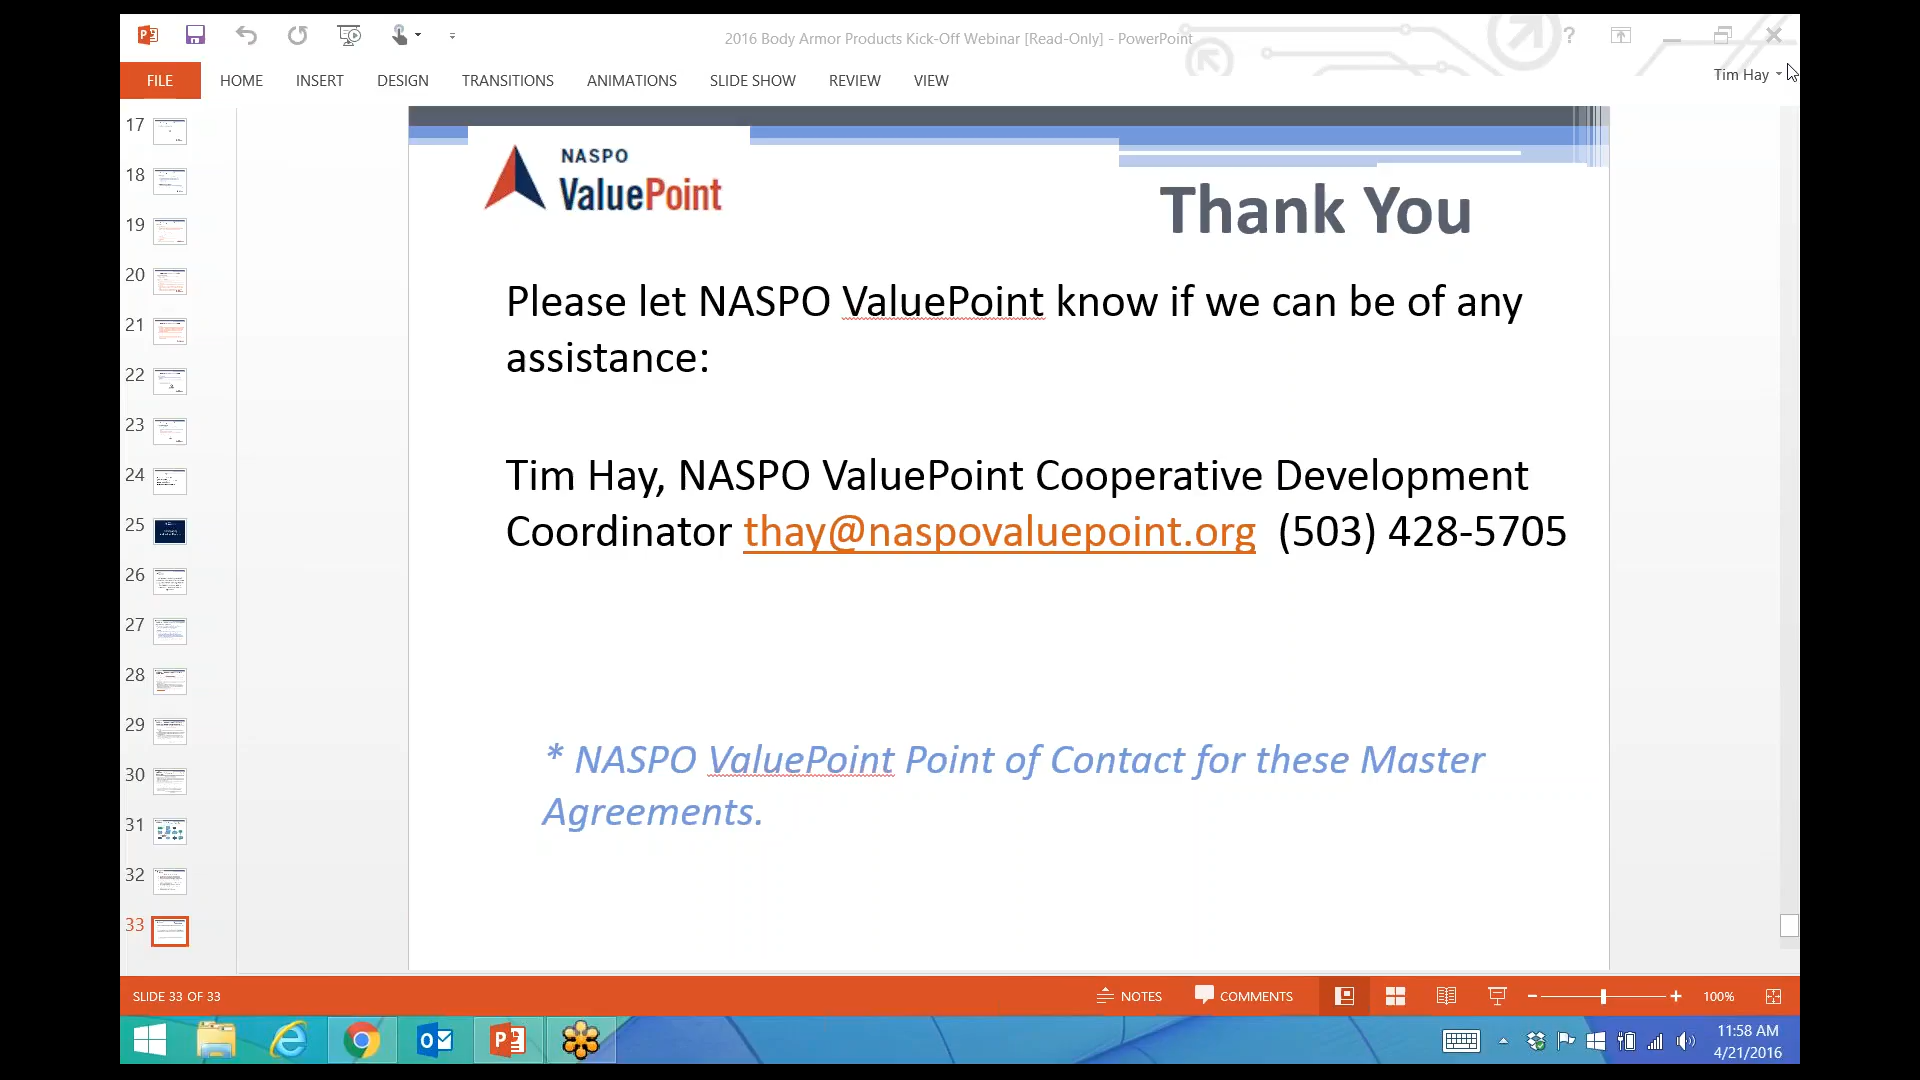 2016 Body Armor Products Kick-Off Webinar [Read-Only] - PowerPoint
FILE HOME INSERT DESIGN TRANSITIONS ANIMATIONS SLIDE SHOW REVIEW VIEW Tim Hay
17
18
19
20
21
22
23
24
25
26
27
28
29
30
31
32
33
NASPO
ValuePoint
Thank You
Please let NASPO ValuePoint know if we can be of any
assistance:
Tim Hay, NASPO ValuePoint Cooperative Development
Coordinator thay@naspovaluepoint.org (503) 428-5705
* NASPO ValuePoint Point of Contact for these Master
Agreements.
SLIDE 33 OF 33 NOTES COMMENTS 100%
11:58 AM
4/21/2016